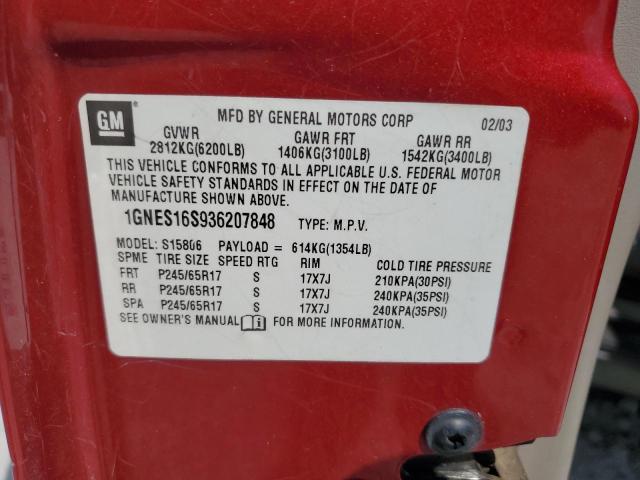 GM
MFD BY GENERAL MOTORS CORP 02/03
GVWR GAWR FRT GAWR RR
2812KG(6200LB) 1406KG(3100LB) 1542KG(3400LB)
THIS VEHICLE CONFORMS TO ALL APPLICABLE U.S. FEDERAL MOTOR
VEHICLE SAFETY STANDARDS IN EFFECT ON THE DATE OF
MANUFACTURE SHOWN ABOVE.
1GNES16S936207848 TYPE: M.P.V.
MODEL: S15806 PAYLOAD = 614KG(1354LB)
SPME TIRE SIZE SPEED RTG RIM COLD TIRE PRESSURE
FRT P245/65R17 S 17X7J 210KPA(30PSI)
RR P245/65R17 S 17X7J 240KPA(35PSI)
SPA P245/65R17 S 17X7J 240KPA(35PSI)
SEE OWNER'S MANUAL FOR MORE INFORMATION.